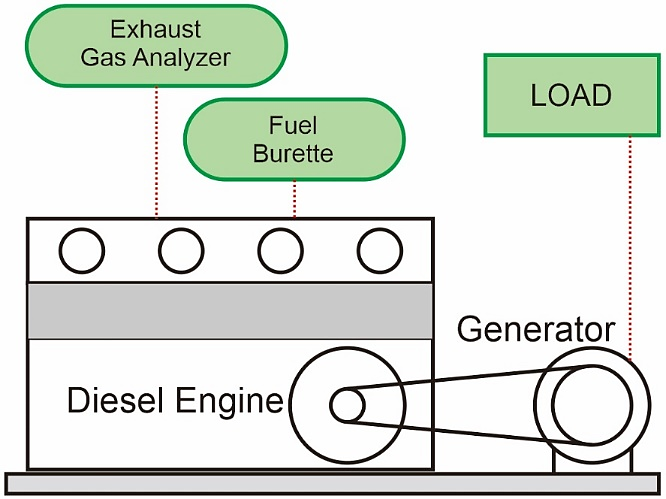 Exhaust
Gas Analyzer
Fuel
Burette
LOAD
Generator
Diesel Engine